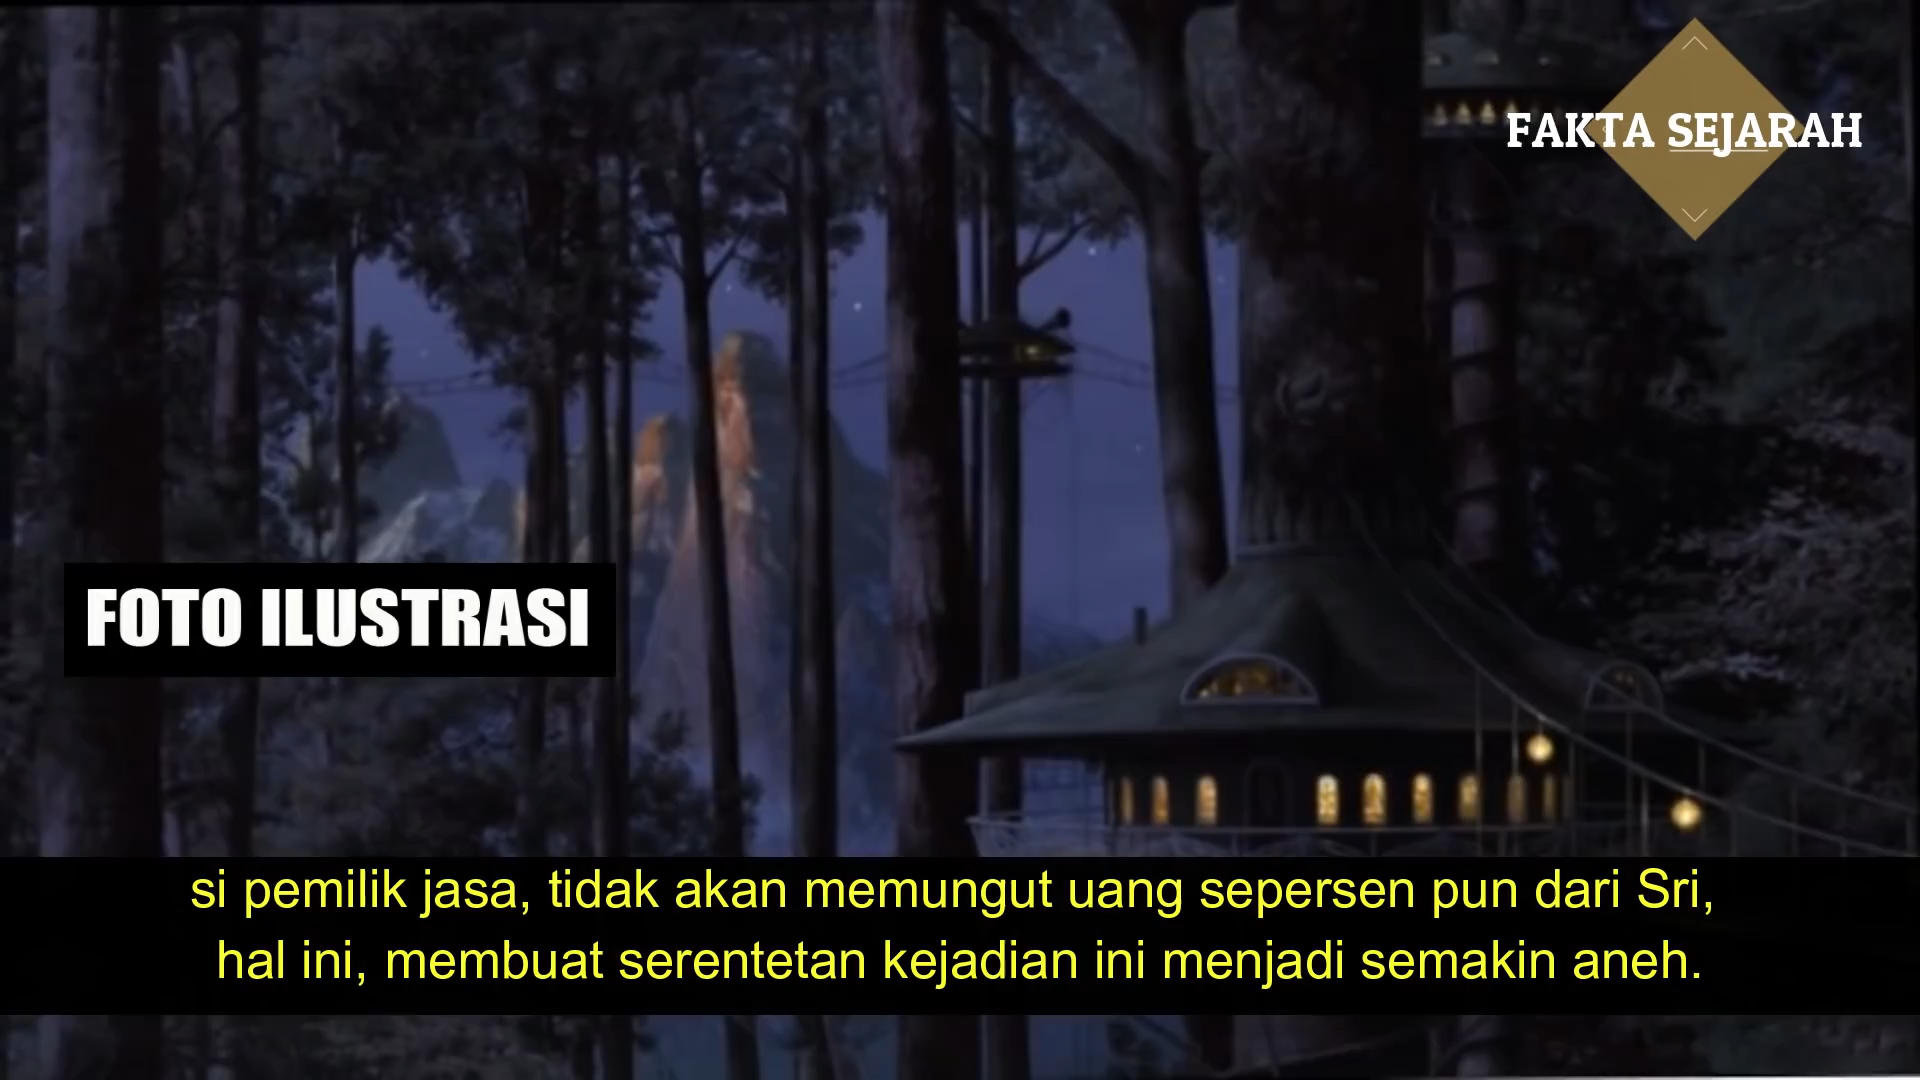 FAKTA SEJARAH
FOTO ILUSTRASI
si pemilik jasa, tidak akan memungut uang sepersen pun dari Sri,
hal ini, membuat serentetan kejadian ini menjadi semakin aneh.